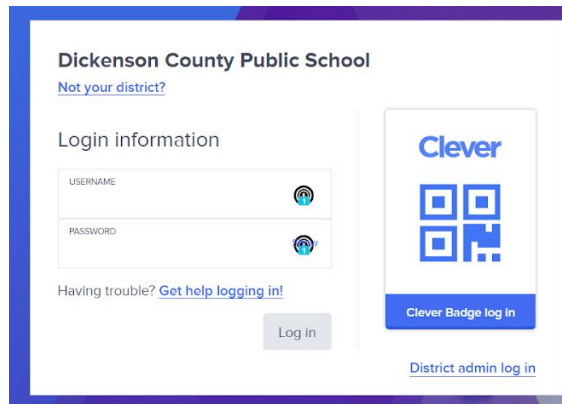 Dickenson County Public School
Not your district?
Login information
USERNAME
PASSWORD
Having trouble? Get help logging in!
Log in
Clever
Clever Badge log in
District admin log in